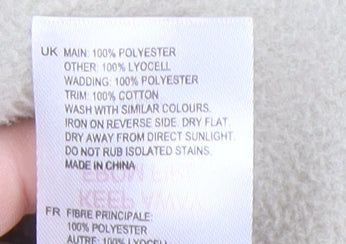 UK MAIN: 100% POLYESTER
OTHER: 100% LYOCELL
WADDING: 100% POLYESTER
TRIM: 100% COTTON
WASH WITH SIMILAR COLOURS.
IRON ON REVERSE SIDE. DRY FLAT.
DRY AWAY FROM DIRECT SUNLIGHT.
DO NOT RUB ISOLATED STAINS.
MADE IN CHINA
FR FIBRE PRINCIPALE:
100% POLYESTER
AUTRE: 100% LYOCELL